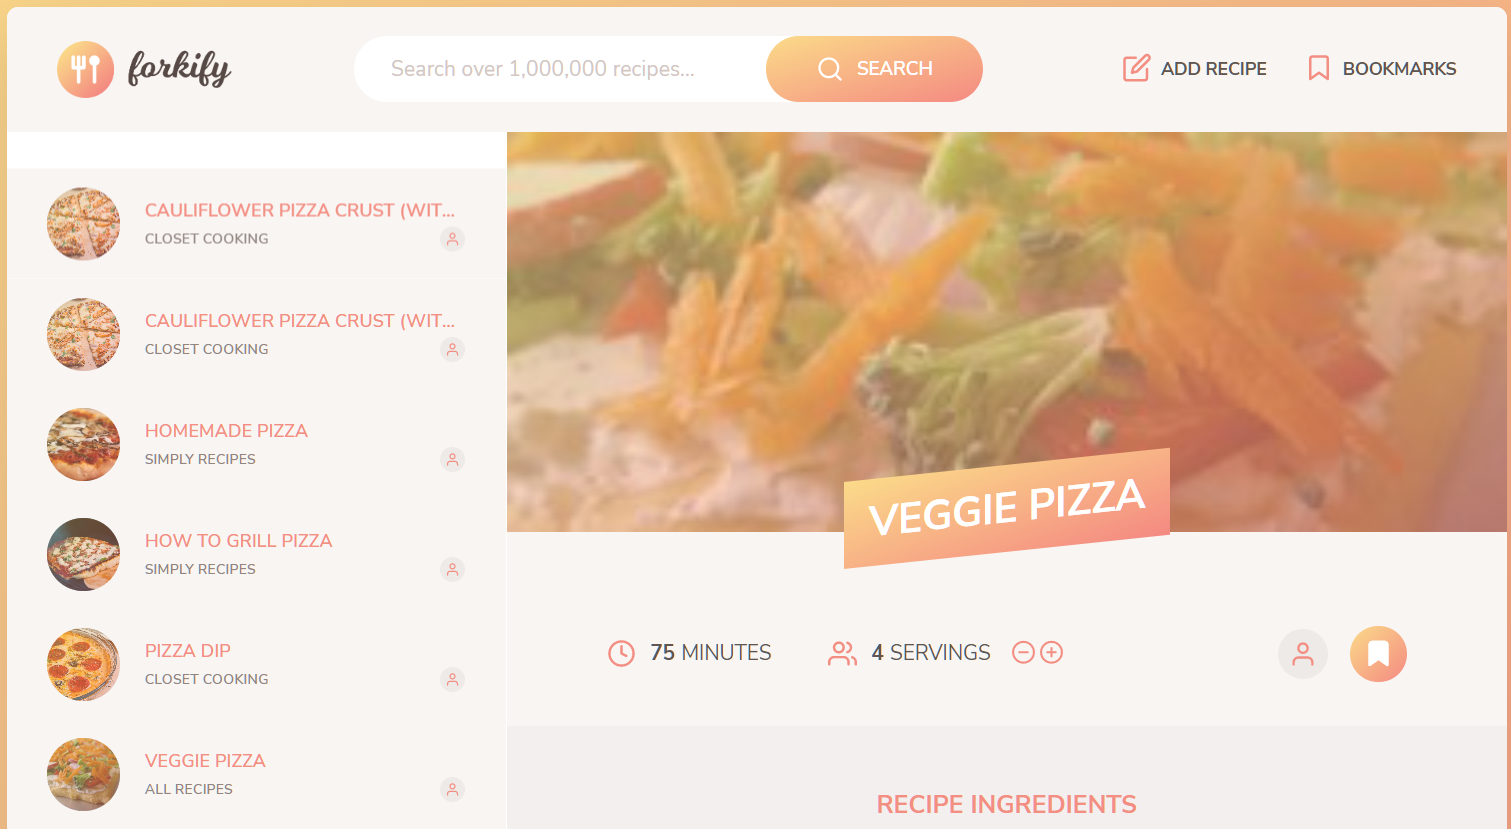 forkify
Search over 1,000,000 recipes...
SEARCH
ADD RECIPE
BOOKMARKS
CAULIFLOWER PIZZA CRUST (WIT...
CLOSET COOKING
CAULIFLOWER PIZZA CRUST (WIT...
CLOSET COOKING
HOMEMADE PIZZA
SIMPLY RECIPES
HOW TO GRILL PIZZA
SIMPLY RECIPES
PIZZA DIP
CLOSET COOKING
VEGGIE PIZZA
ALL RECIPES
VEGGIE PIZZA
75 MINUTES
4 SERVINGS
RECIPE INGREDIENTS